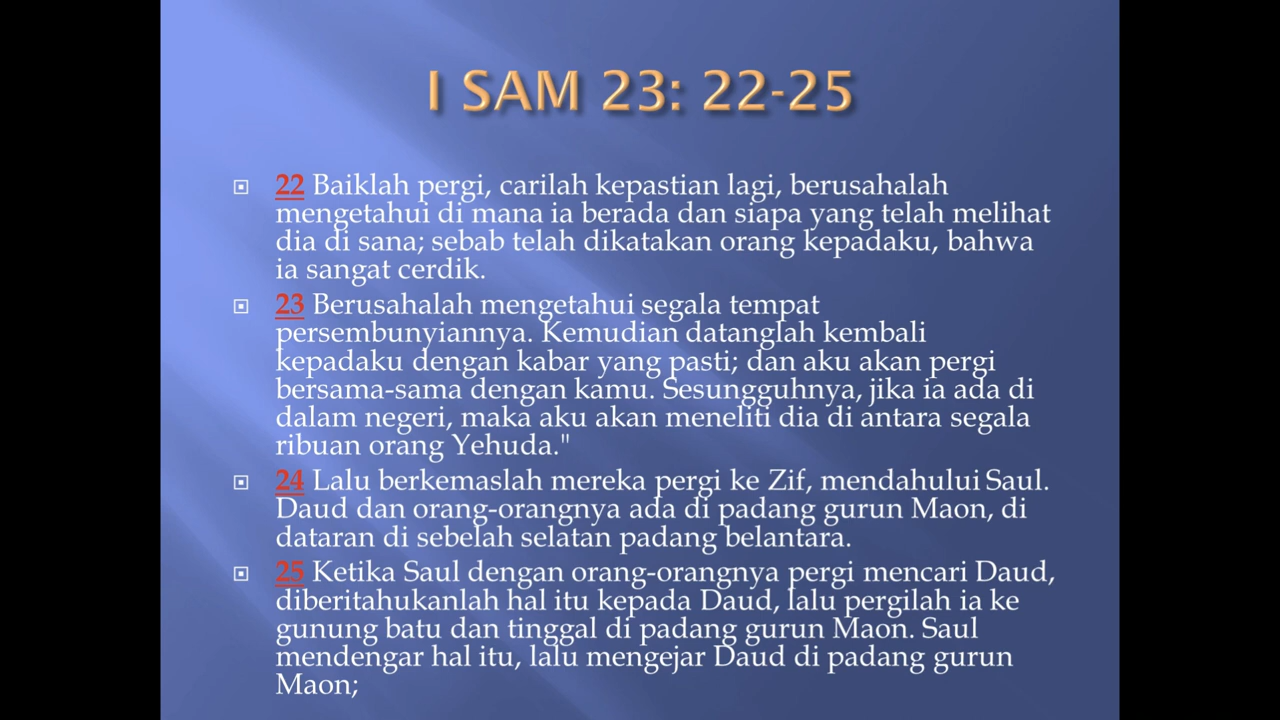 I SAM 23: 22-25
22 Baiklah pergi, carilah kepastian lagi, berusahalah
mengetahui di mana ia berada dan siapa yang telah melihat
dia di sana; sebab telah dikatakan orang kepadaku, bahwa
ia sangat cerdik.
23 Berusahalah mengetahui segala tempat
persembunyiannya. Kemudian datanglah kembali
kepadaku dengan kabar yang pasti; dan aku akan pergi
bersama-sama dengan kamu. Sesungguhnya, jika ia ada di
dalam negeri, maka aku akan meneliti dia di antara segala
ribuan orang Yehuda."
24 Lalu berkemaslah mereka pergi ke Zif, mendahului Saul.
Daud dan orang-orangnya ada di padang gurun Maon, di
dataran di sebelah selatan padang belantara.
25 Ketika Saul dengan orang-orangnya pergi mencari Daud,
diberitahukanlah hal itu kepada Daud, lalu pergilah ia ke
gunung batu dan tinggal di padang gurun Maon. Saul
mendengar hal itu, lalu mengejar Daud di padang gurun
Maon;